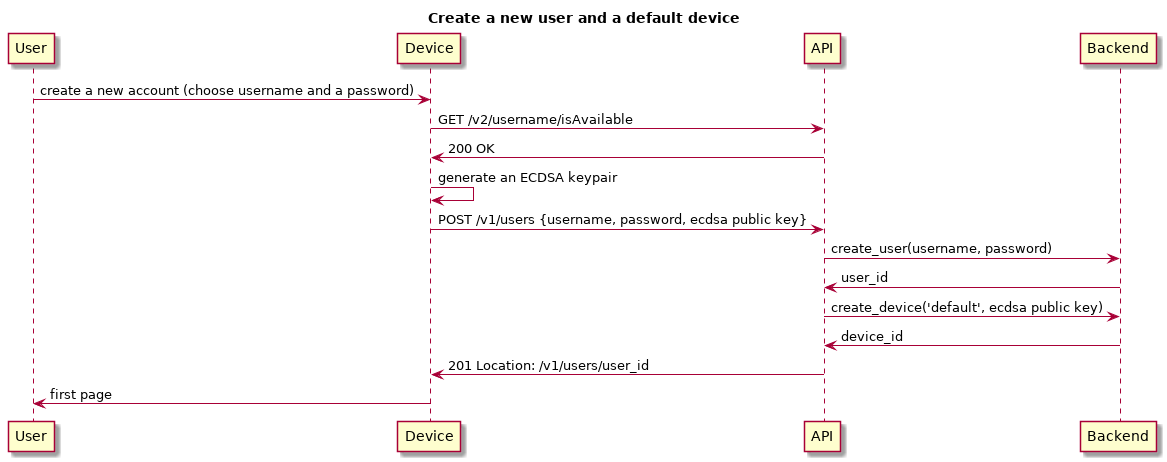 Create a new user and a default device
User
Device
API
Backend
create a new account (choose username and a password)
GET /v2/username/isAvailable
200 OK
generate an ECDSA keypair
POST /v1/users {username, password, ecdsa public key}
create_user(username, password)
user_id
create_device('default', ecdsa public key)
device_id
201 Location: /v1/users/user_id
first page
User
Device
API
Backend